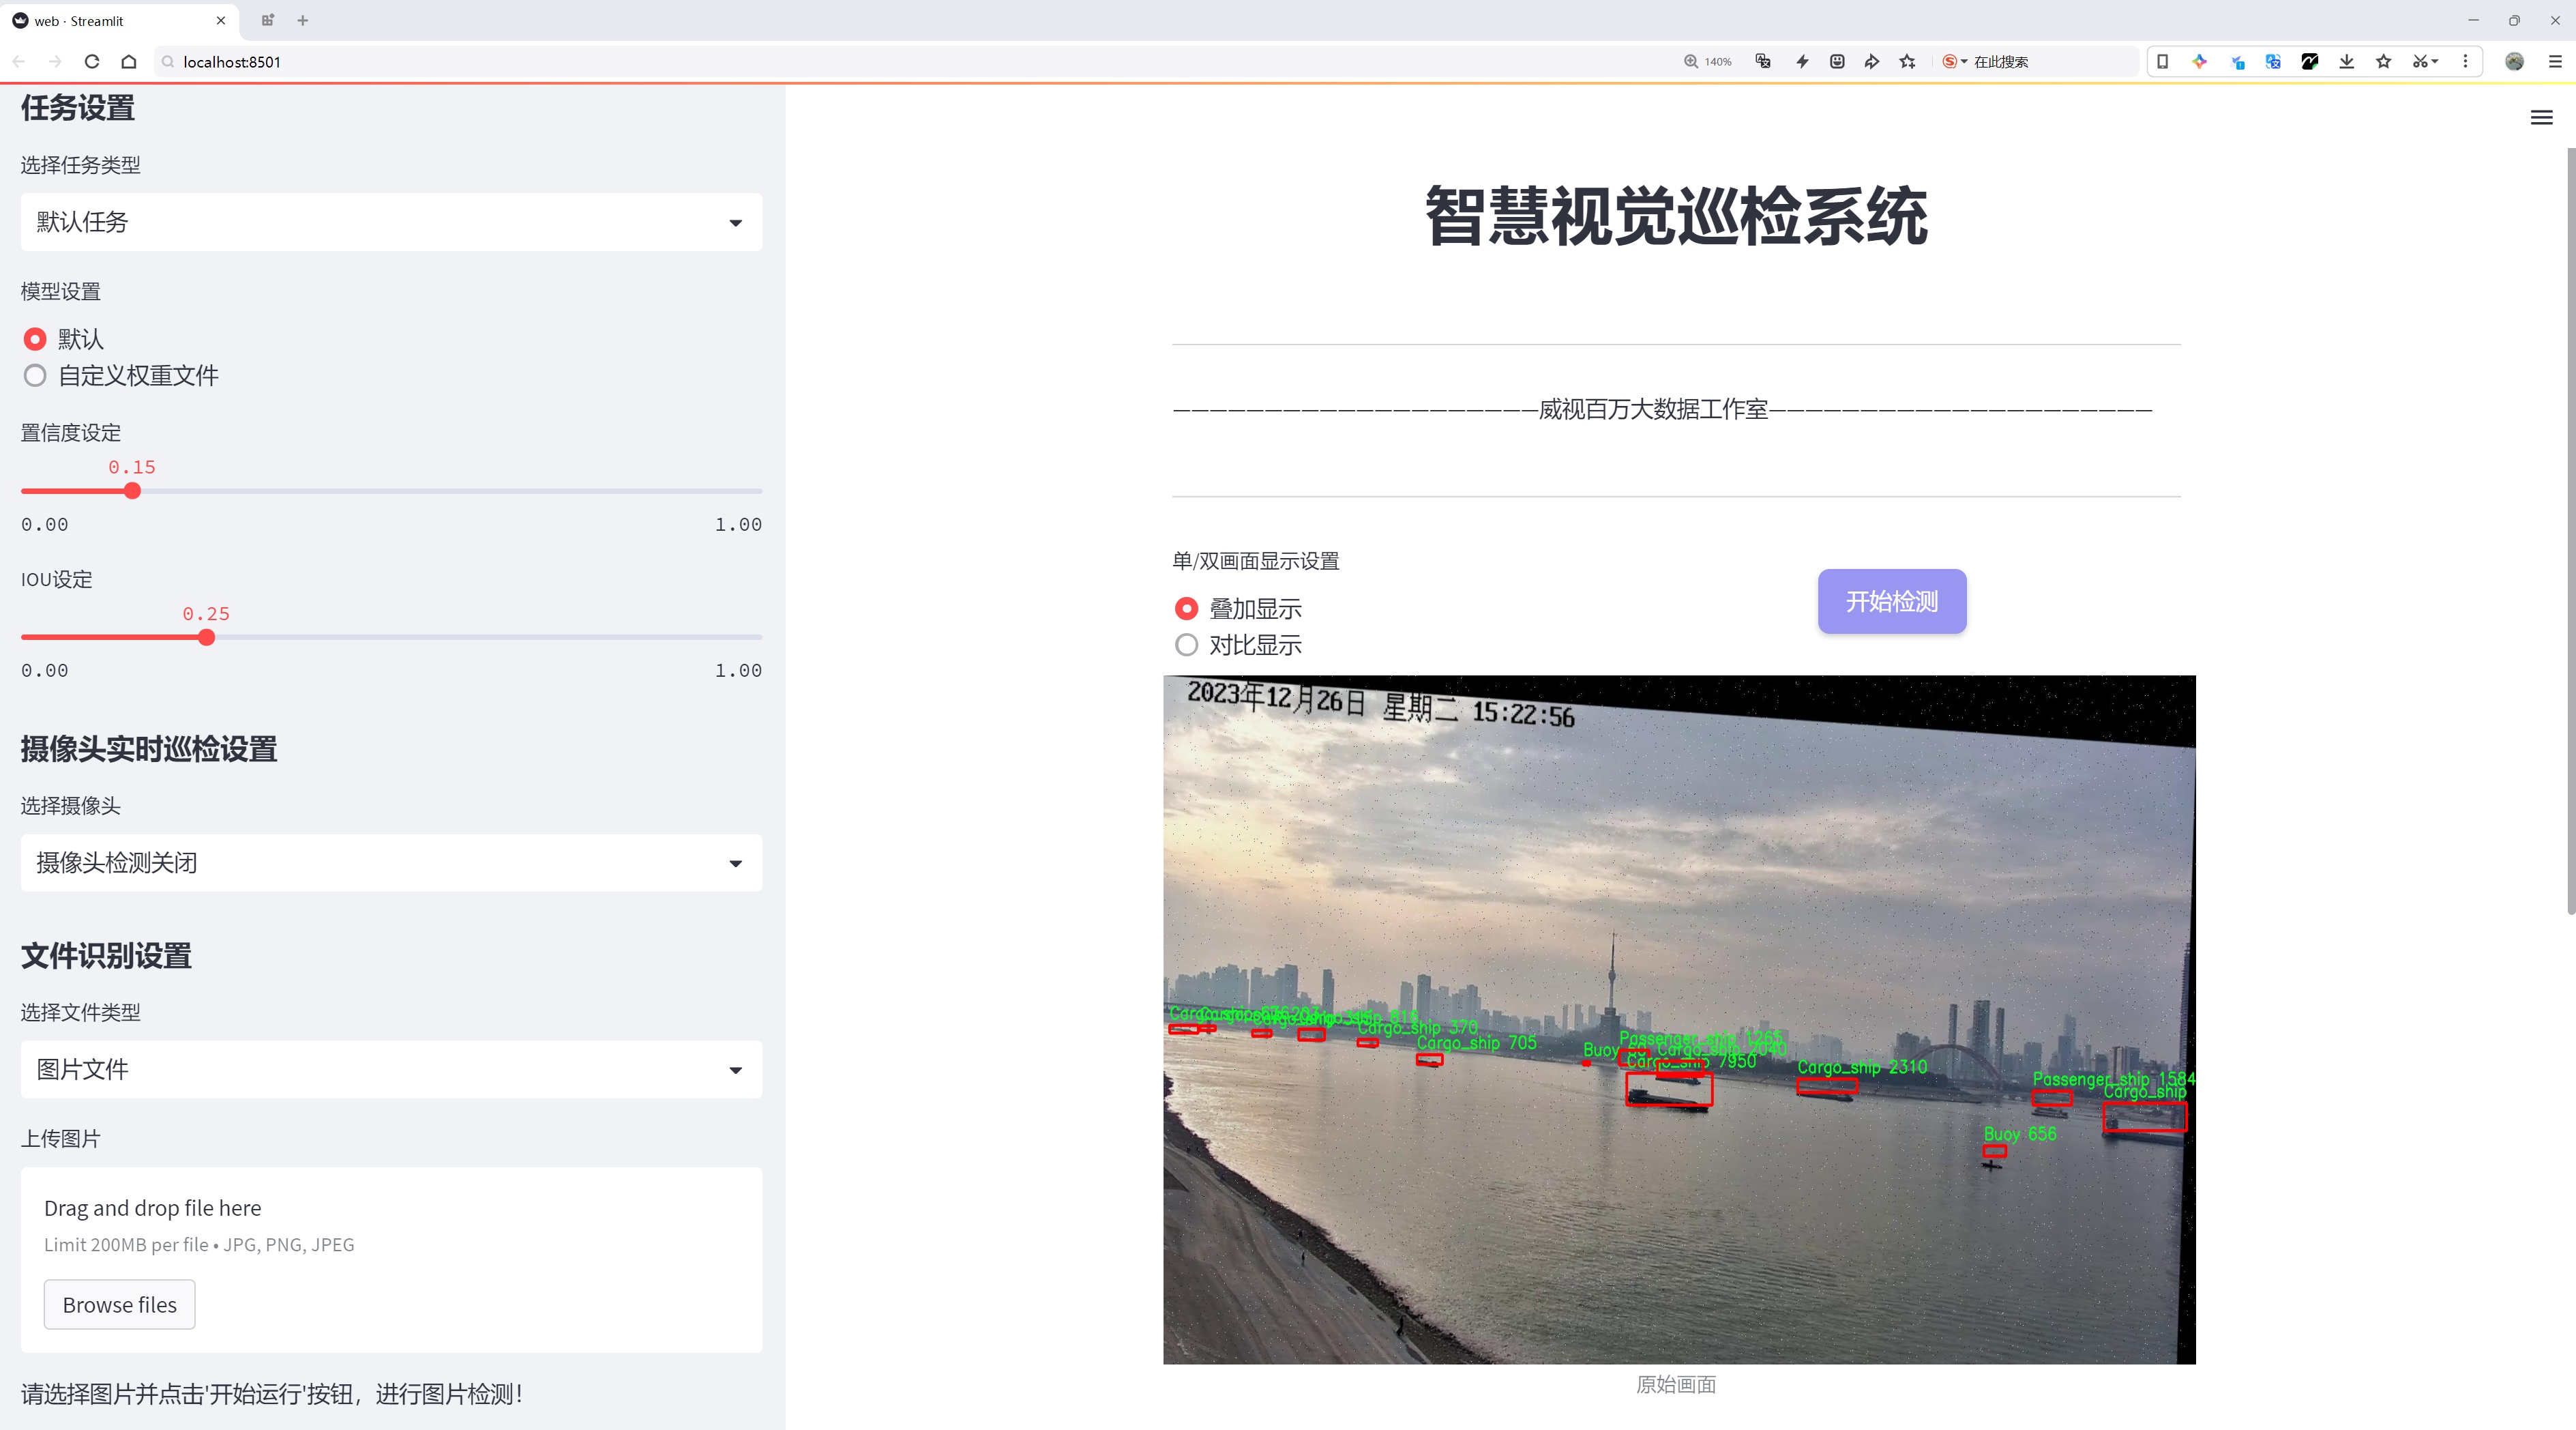 web · Streamlit
localhost:8501
140%
在此搜索
任务设置
选择任务类型
默认任务
模型设置
默认
自定义权重文件
置信度设定
0.15
0.00
1.00
IOU设定
0.25
0.00
1.00
摄像头实时巡检设置
选择摄像头
摄像头检测关闭
文件识别设置
选择文件类型
图片文件
上传图片
Drag and drop file here
Limit 200MB per file • JPG, PNG, JPEG
Browse files
请选择图片并点击'开始运行'按钮，进行图片检测！
智慧视觉巡检系统
————————————————————威视百万大数据工作室—————————————————————
单/双画面显示设置
叠加显示
对比显示
开始检测
2023年12月26日 星期二 15:22:56
Cargo_ship 370
Cargo_ship 705
Buoy
Passenger_ship 1265
Cargo_ship 2040
Cargo_ship 7950
Cargo_ship 2310
Passenger_ship 1584
Cargo_ship
Buoy 656
原始画面